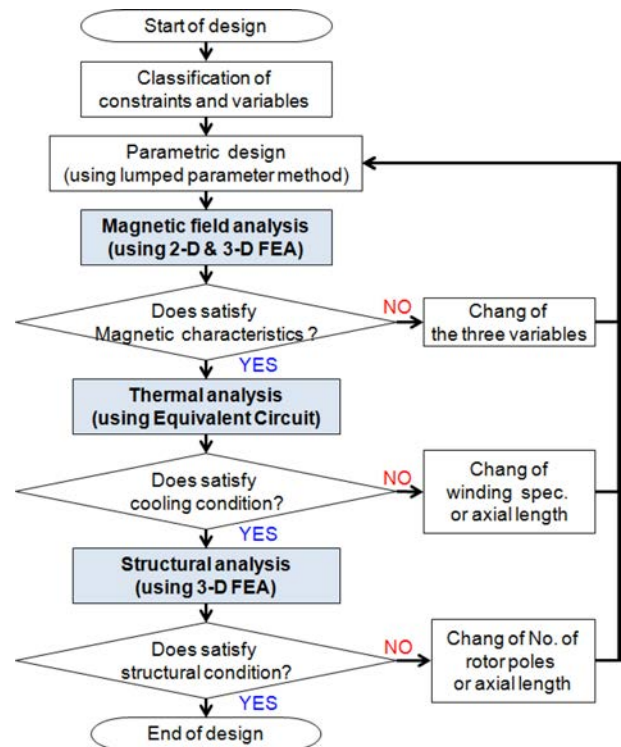 Start of design
Classification of
constraints and variables
Parametric design
(using lumped parameter method)
Magnetic field analysis
(using 2-D & 3-D FEA)
Does satisfy
Magnetic characteristics?
NO
Chang of
the three variables
YES
Thermal analysis
(using Equivalent Circuit)
Does satisfy
cooling condition?
NO
Chang of
winding spec.
or axial length
YES
Structural analysis
(using 3-D FEA)
Does satisfy
structural condition?
NO
Chang of No. of
rotor poles
or axial length
YES
End of design